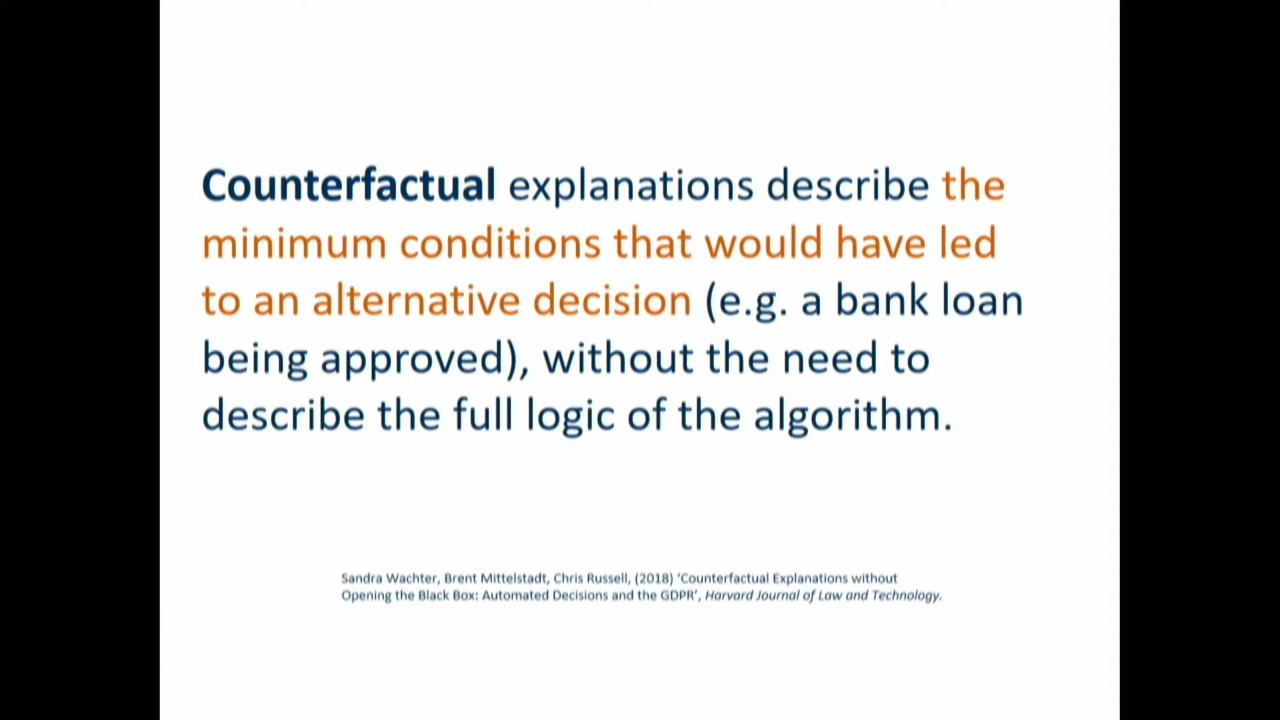 Counterfactual explanations describe the
minimum conditions that would have led
to an alternative decision (e.g. a bank loan
being approved), without the need to
describe the full logic of the algorithm.
Sandra Wachter, Brent Mittelstadt, Chris Russell, (2018) ‘Counterfactual Explanations without
Opening the Black Box: Automated Decisions and the GDPR’, Harvard Journal of Law and Technology.